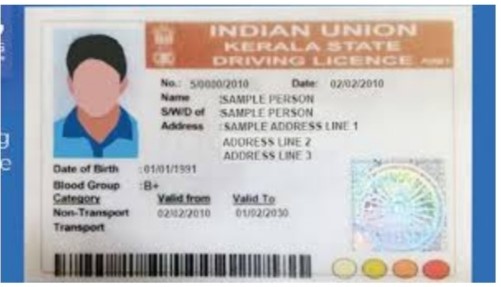 INDIAN UNION
KERALA STATE
DRIVING LICENCE
No.: 5/0000/2010 Date: 02/02/2010
Name :SAMPLE PERSON
S/W/D of :SAMPLE PERSON
Address :SAMPLE ADDRESS LINE 1
ADDRESS LINE 2
ADDRESS LINE 3
Date of Birth :01/01/1991
Blood Group :B+
Category Valid from Valid To
Non-Transport 02/02/2010 01/02/2030
Transport